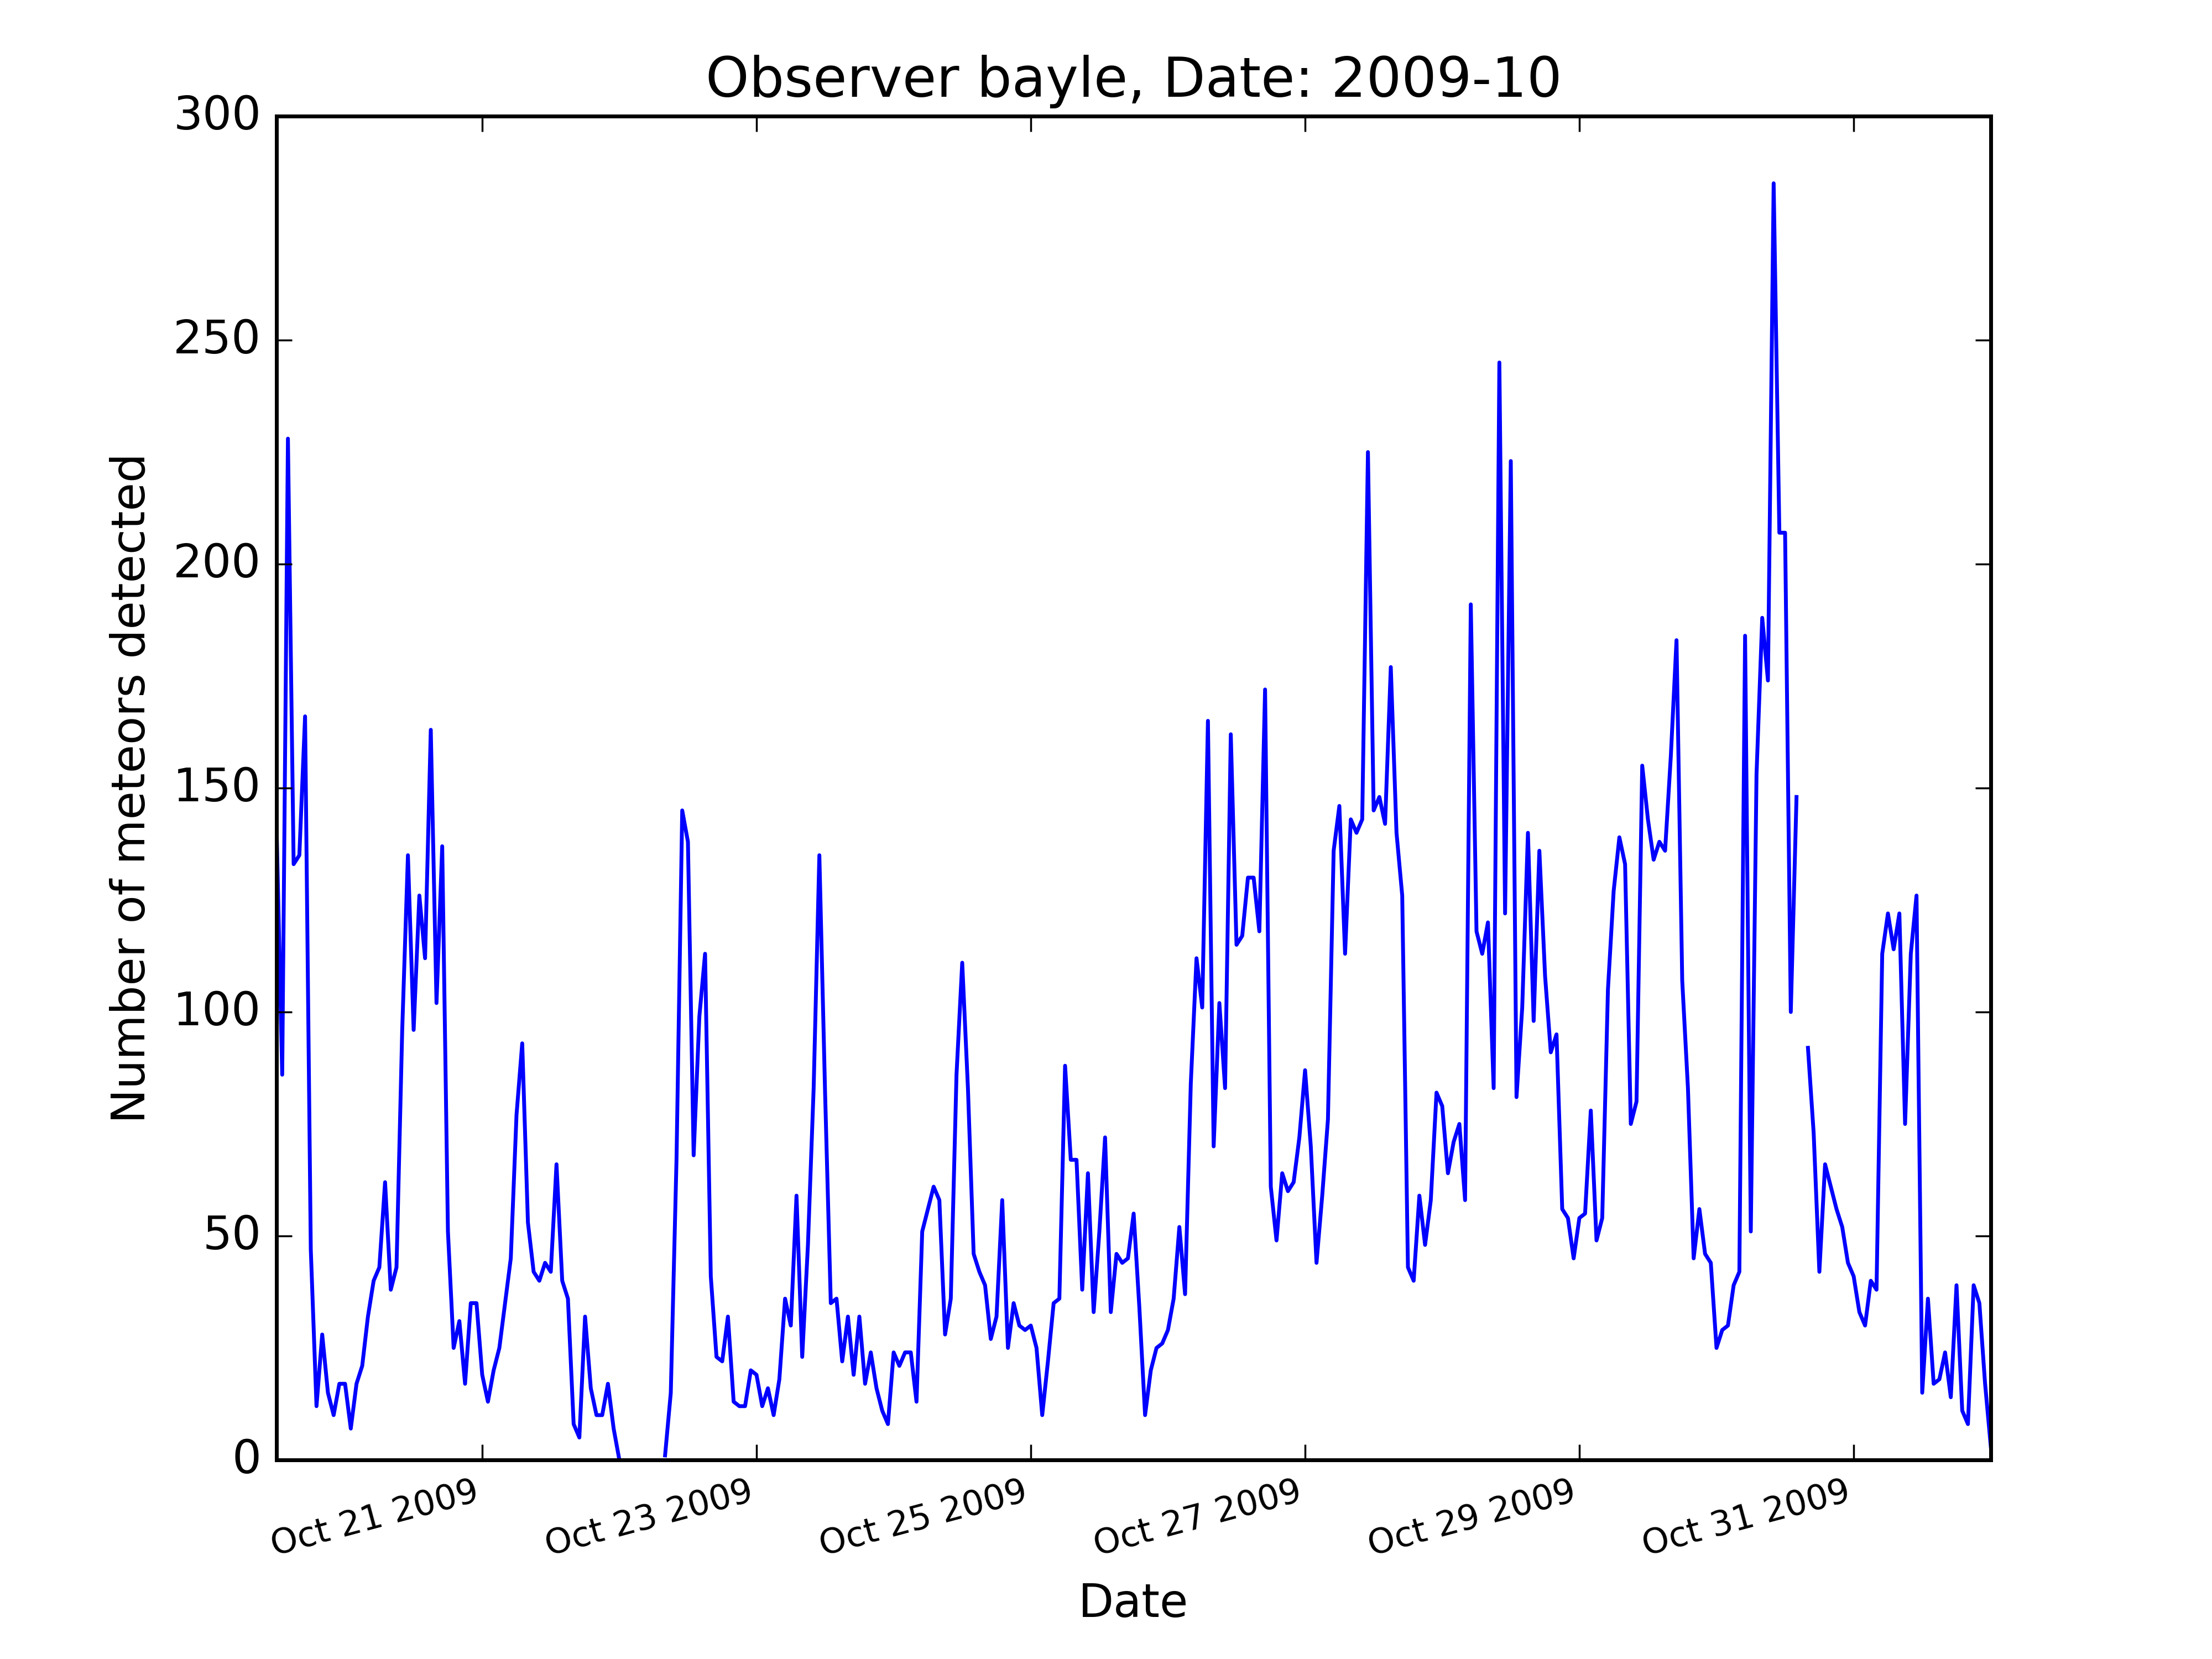 Observer bayle, Date: 2009-10
300
250
200
150
100
50
0
Number of meteors detected
Oct 21 2009
Oct 23 2009
Oct 25 2009
Oct 27 2009
Oct 29 2009
Oct 31 2009
Date